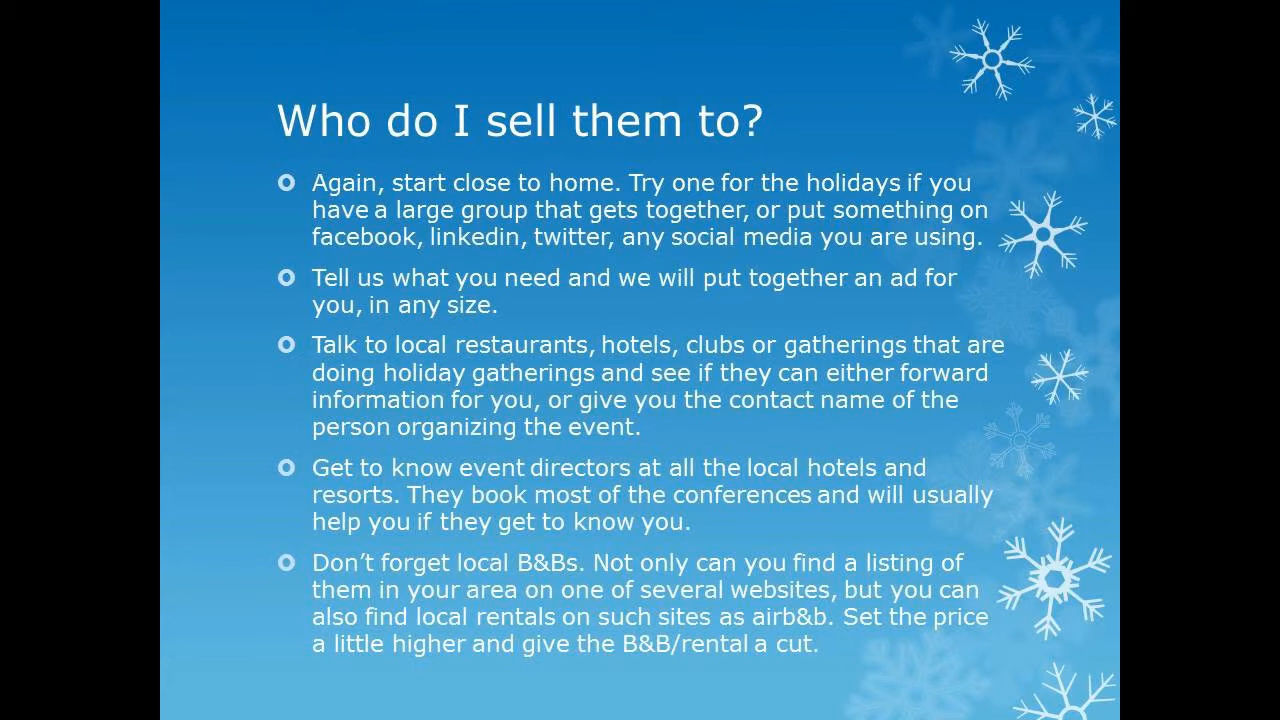 Who do I sell them to?
Again, start close to home. Try one for the holidays if you
have a large group that gets together, or put something on
facebook, linkedin, twitter, any social media you are using.
Tell us what you need and we will put together an ad for
you, in any size.
Talk to local restaurants, hotels, clubs or gatherings that are
doing holiday gatherings and see if they can either forward
information for you, or give you the contact name of the
person organizing the event.
Get to know event directors at all the local hotels and
resorts. They book most of the conferences and will usually
help you if they get to know you.
Don’t forget local B&Bs. Not only can you find a listing of
them in your area on one of several websites, but you can
also find local rentals on such sites as airb&b. Set the price
a little higher and give the B&B/rental a cut.